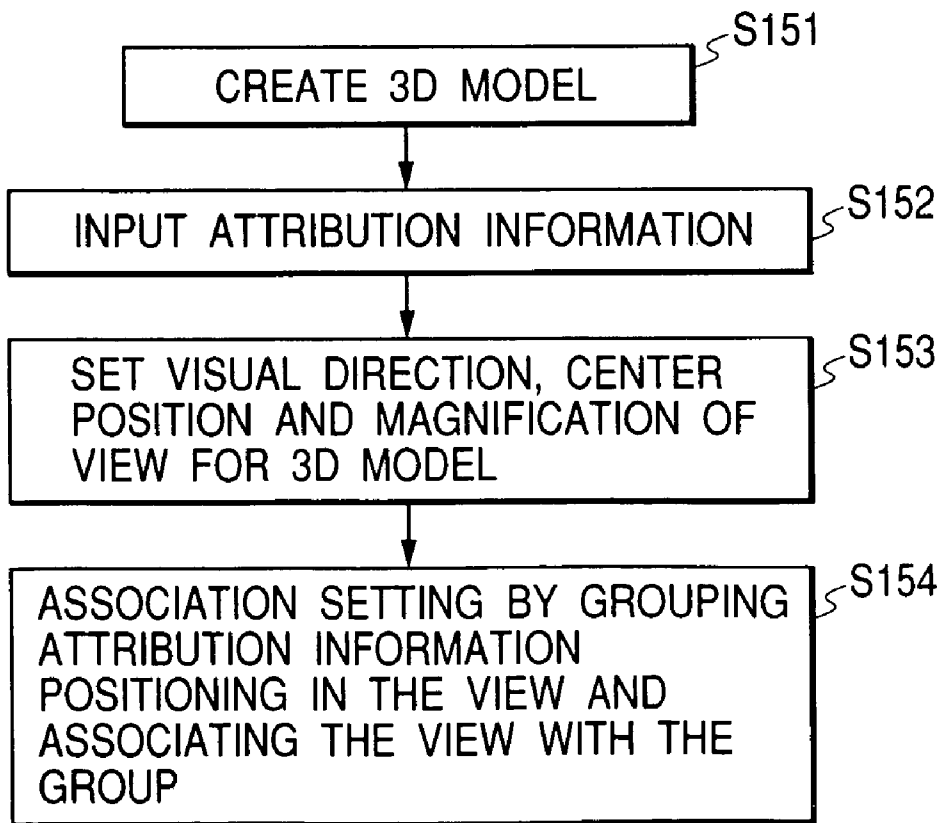 S151
CREATE 3D MODEL
S152
INPUT ATTRIBUTION INFORMATION
S153
SET VISUAL DIRECTION, CENTER
POSITION AND MAGNIFICATION OF
VIEW FOR 3D MODEL
S154
ASSOCIATION SETTING BY GROUPING
ATTRIBUTION INFORMATION
POSITIONING IN THE VIEW AND
ASSOCIATING THE VIEW WITH THE
GROUP